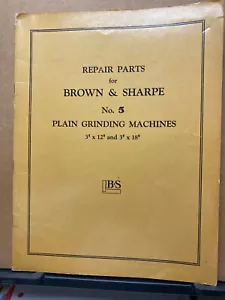 REPAIR PARTS
for
BROWN & SHARPE
No. 5
PLAIN GRINDING MACHINES
3" x 12" and 3" x 18"
BS